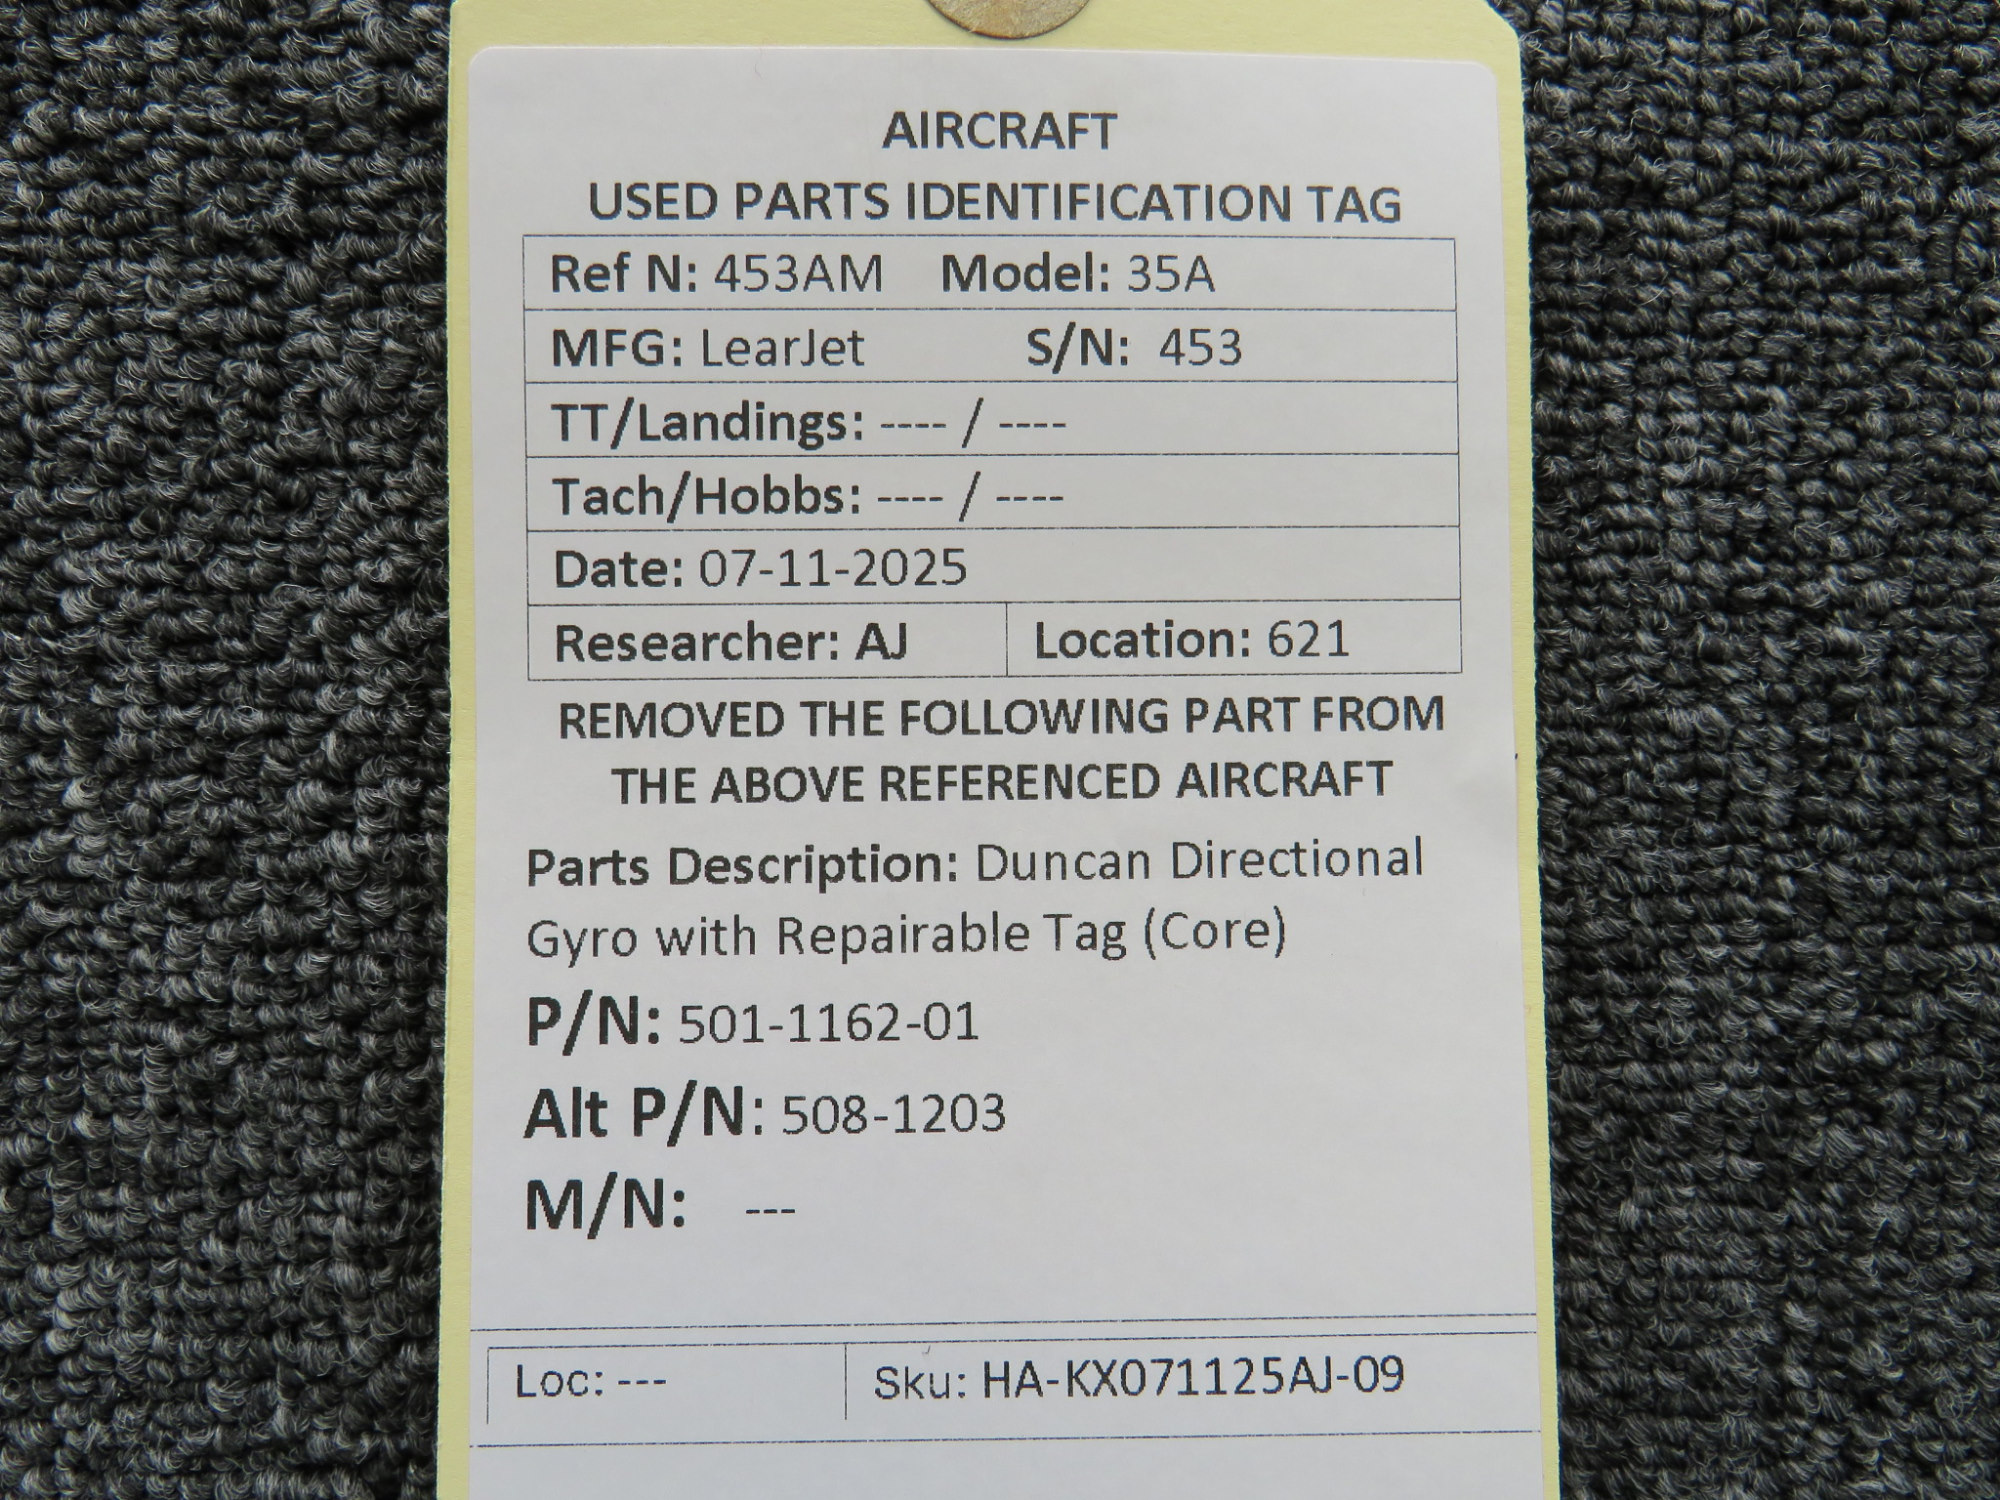 AIRCRAFT
USED PARTS IDENTIFICATION TAG
Ref N: 453AM Model: 35A
MFG: LearJet S/N: 453
TT/Landings: ---- / ----
Tach/Hobbs: ---- / ----
Date: 07-11-2025
Researcher: AJ Location: 621
REMOVED THE FOLLOWING PART FROM
THE ABOVE REFERENCED AIRCRAFT
Parts Description: Duncan Directional
Gyro with Repairable Tag (Core)
P/N: 501-1162-01
Alt P/N: 508-1203
M/N: ---
Loc: --- Sku: HA-KX071125AJ-09